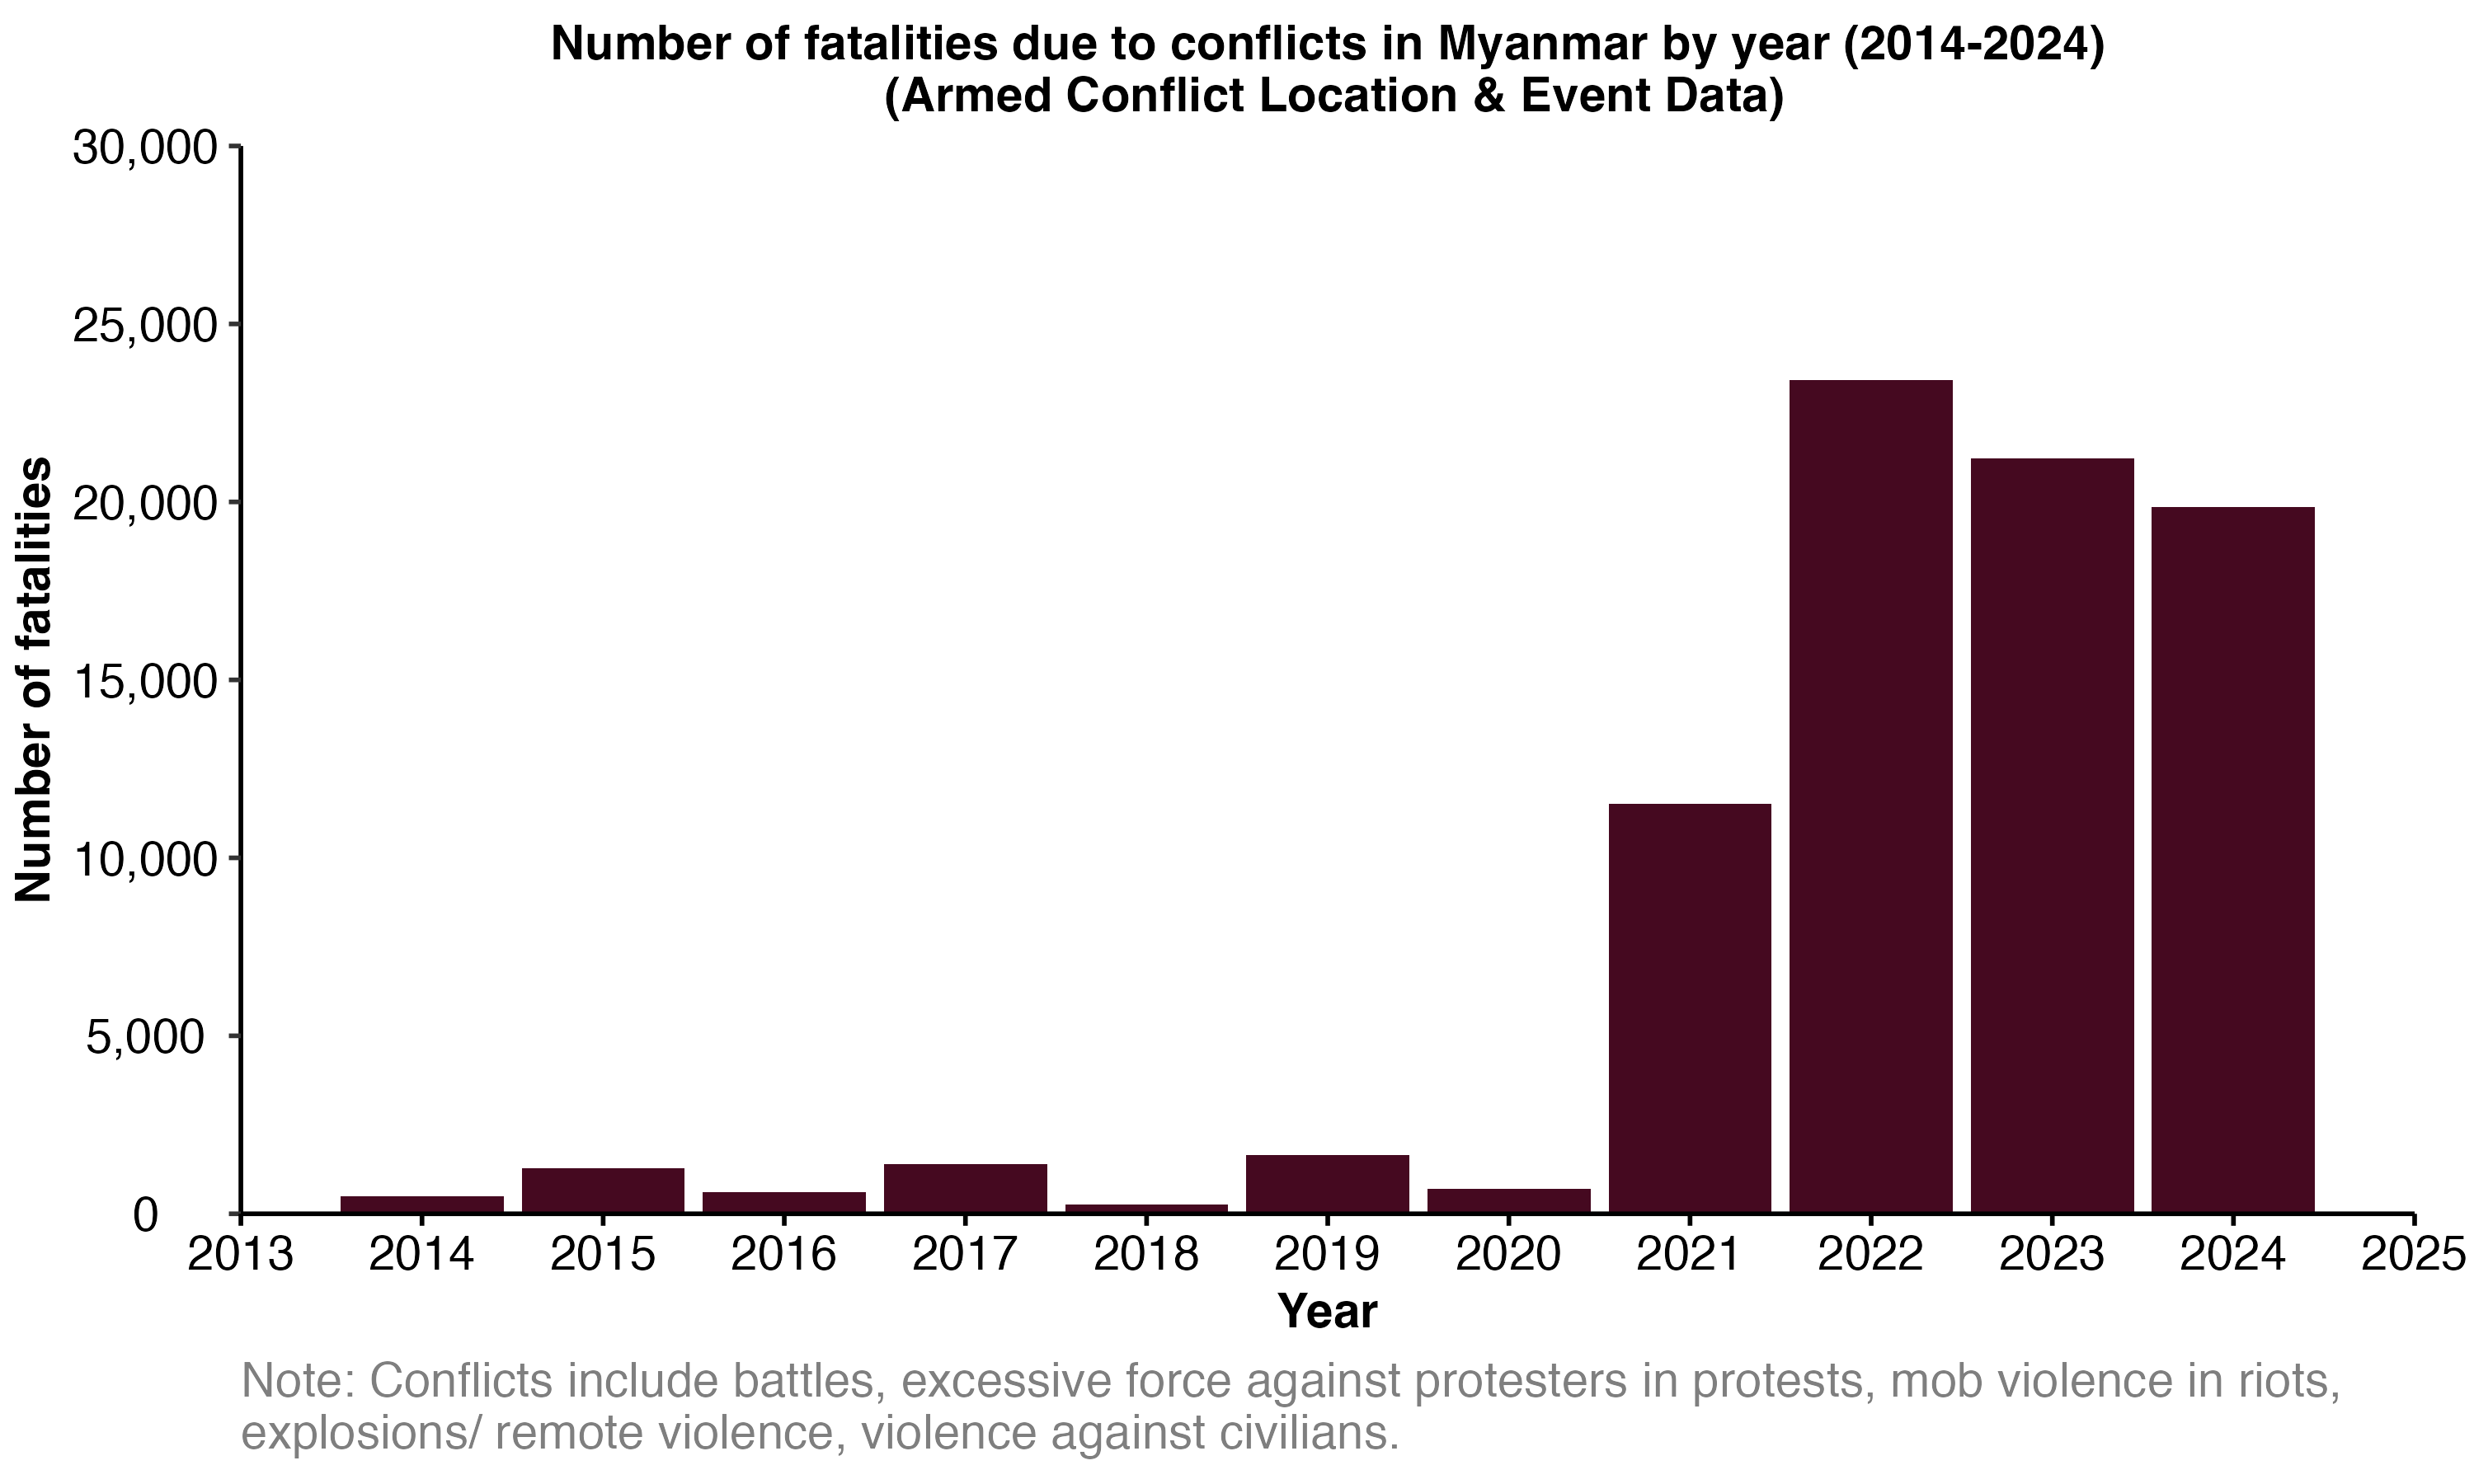 Number of fatalities due to conflicts in Myanmar by year (2014-2024)
(Armed Conflict Location & Event Data)
30,000
25,000
20,000
15,000
10,000
5,000
0
Number of fatalities
2013 2014 2015 2016 2017 2018 2019 2020 2021 2022 2023 2024 2025
Year
Note: Conflicts include battles, excessive force against protesters in protests, mob violence in riots,
explosions/ remote violence, violence against civilians.